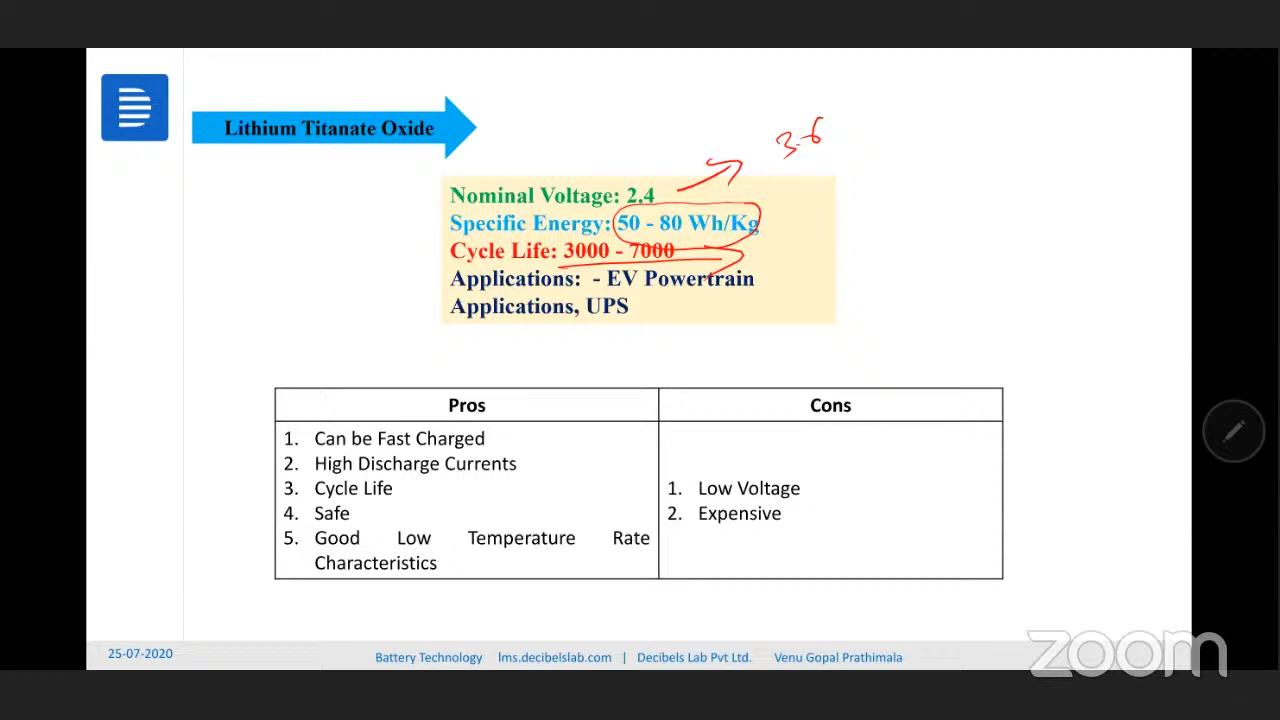 Lithium Titanate Oxide
3.6
Nominal Voltage: 2.4
Specific Energy: 50 - 80 Wh/Kg
Cycle Life: 3000 - 7000
Applications:  - EV Powertrain
Applications, UPS
Pros
Cons
1. Can be Fast Charged
2. High Discharge Currents
3. Cycle Life
4. Safe
5. Good Low Temperature Rate
Characteristics
1. Low Voltage
2. Expensive
25-07-2020
Battery Technology lms.decibelslab.com | Decibels Lab Pvt Ltd. Venu Gopal Prathimala
zoom